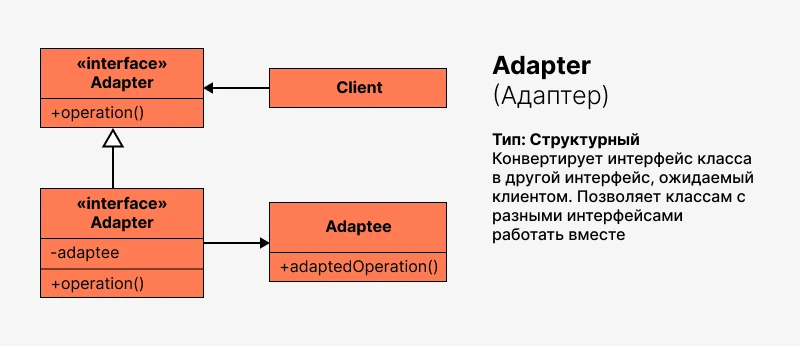 «interface»
Adapter
+operation()
Client
«interface»
Adapter
-adaptee
+operation()
Adaptee
+adaptedOperation()
Adapter
(Адаптер)
Тип: Структурный
Конвертирует интерфейс класса
в другой интерфейс, ожидаемый
клиентом. Позволяет классам с
разными интерфейсами
работать вместе